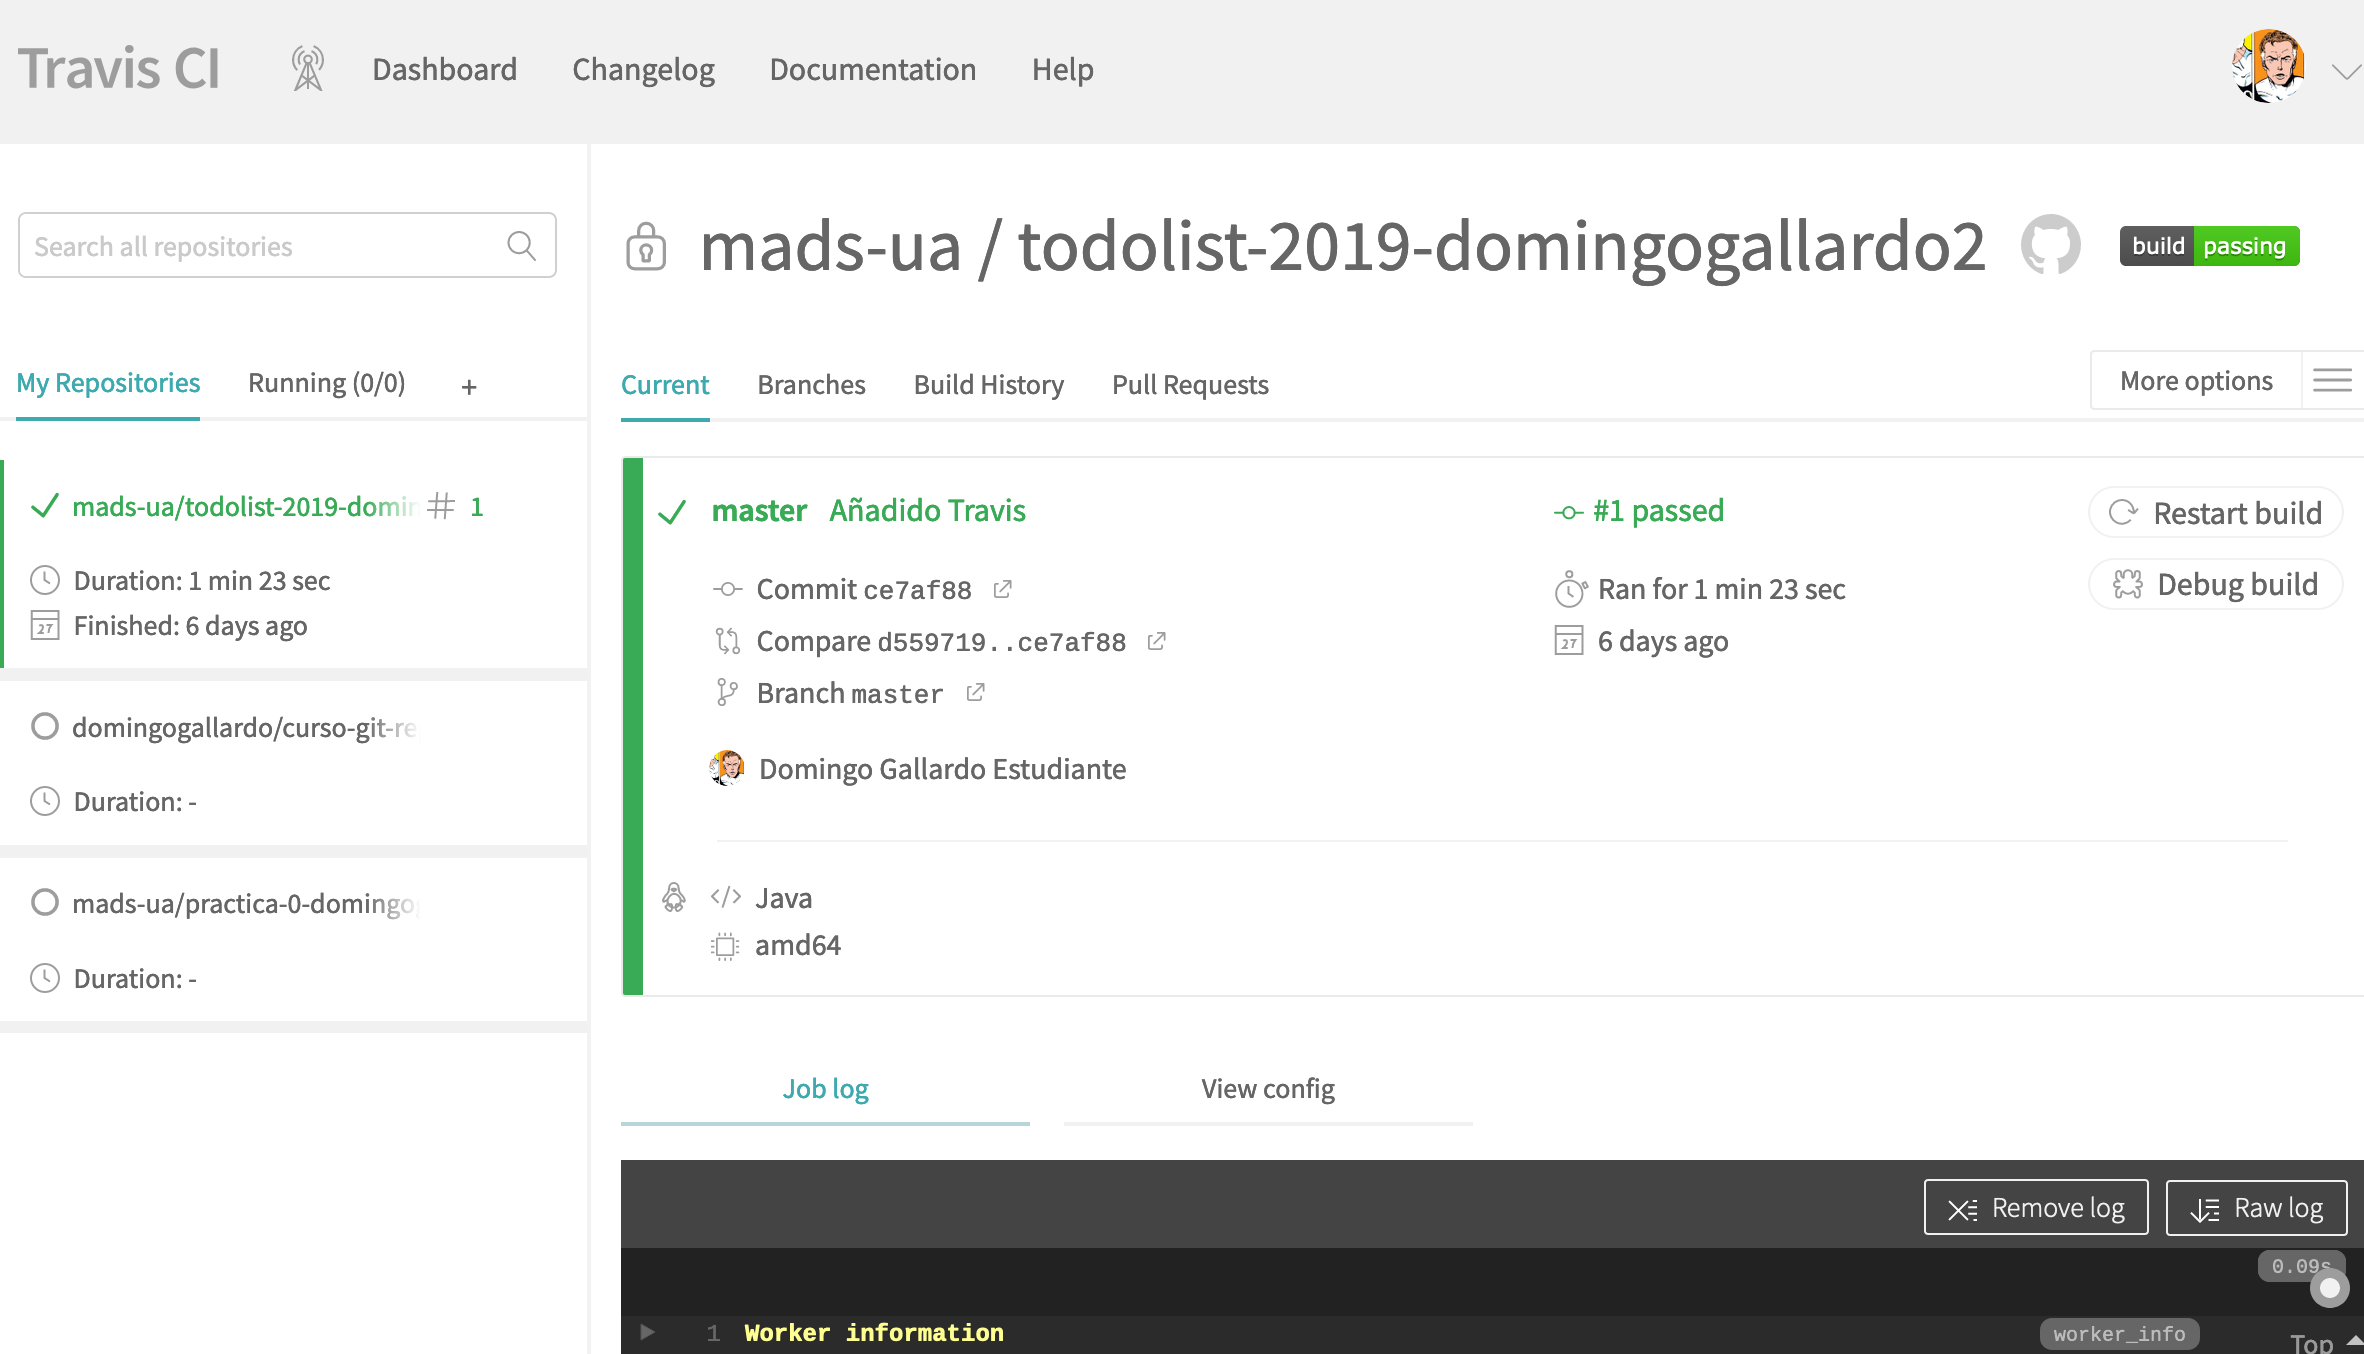 Travis CI
Dashboard
Changelog
Documentation
Help
Search all repositories
My Repositories
Running (0/0)
+
mads-ua/todolist-2019-domin
# 1
Duration: 1 min 23 sec
27
Finished: 6 days ago
domingogallardo/curso-git-re
Duration: -
mads-ua/practica-0-domingo
Duration: -
mads-ua / todolist-2019-domingogallardo2
build passing
Current
Branches
Build History
Pull Requests
More options
master Añadido Travis
#1 passed
Restart build
Commit ce7af88
Ran for 1 min 23 sec
Debug build
Compare d559719..ce7af88
27
6 days ago
Branch master
Domingo Gallardo Estudiante
</> Java
amd64
Job log
View config
Remove log
Raw log
0.09s
1 Worker information
worker_info
Top